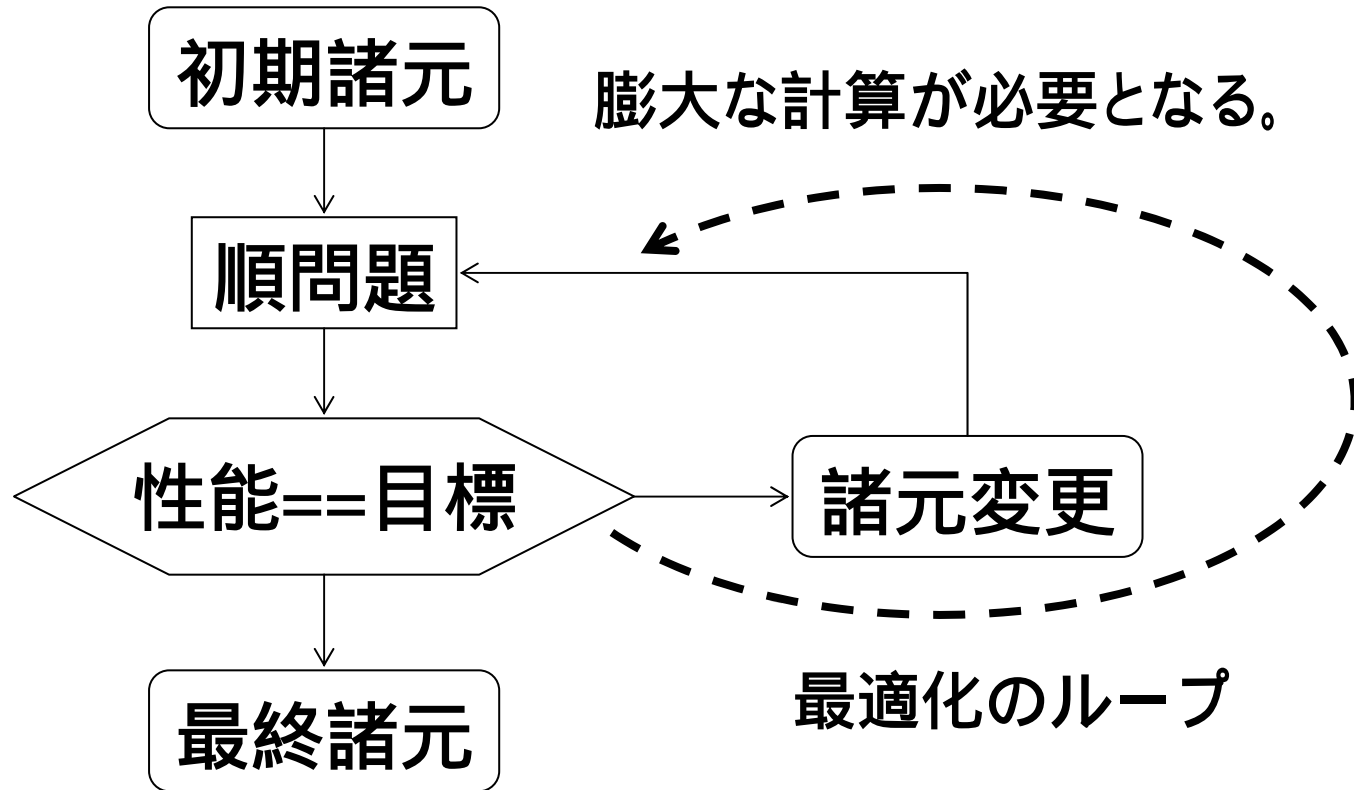 初期諸元
膨大な計算が必要となる。
順問題
性能==目標
諸元変更
最適化のループ
最終諸元